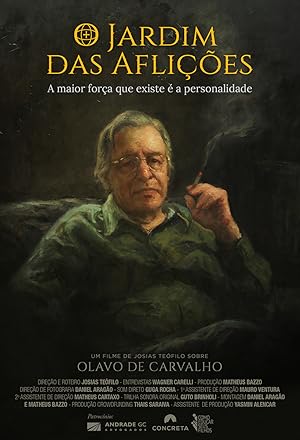 O JARDIM
DAS AFLIÇÕES
A maior força que existe é a personalidade
UM FILME DE JOSIAS TEÓFILO SOBRE
OLAVO DE CARVALHO
DIREÇÃO E ROTEIRO JOSIAS TEÓFILO - ENTREVISTAS WAGNER CARELLI - PRODUÇÃO MATHEUS BAZZO
DIREÇÃO DE FOTOGRAFIA DANIEL ARAGÃO - SOM DIRETO GUGA ROCHA - 1º ASSISTENTE DE DIREÇÃO MAURO VENTURA
2º ASSISTENTE DE DIREÇÃO MATHEUS CARTAXO - TRILHA SONORA ORIGINAL GUTO BRINHOLI - MONTAGEM DANIEL ARAGÃO
E MATHEUS BAZZO - PRODUÇÃO CROWDFUNDING THAIS SARAIVA - ASSISTENTE DE PRODUÇÃO YASMIN ALENCAR
Patrocínio:
ANDRADE GC
ADVOGADOS
CONCRETA